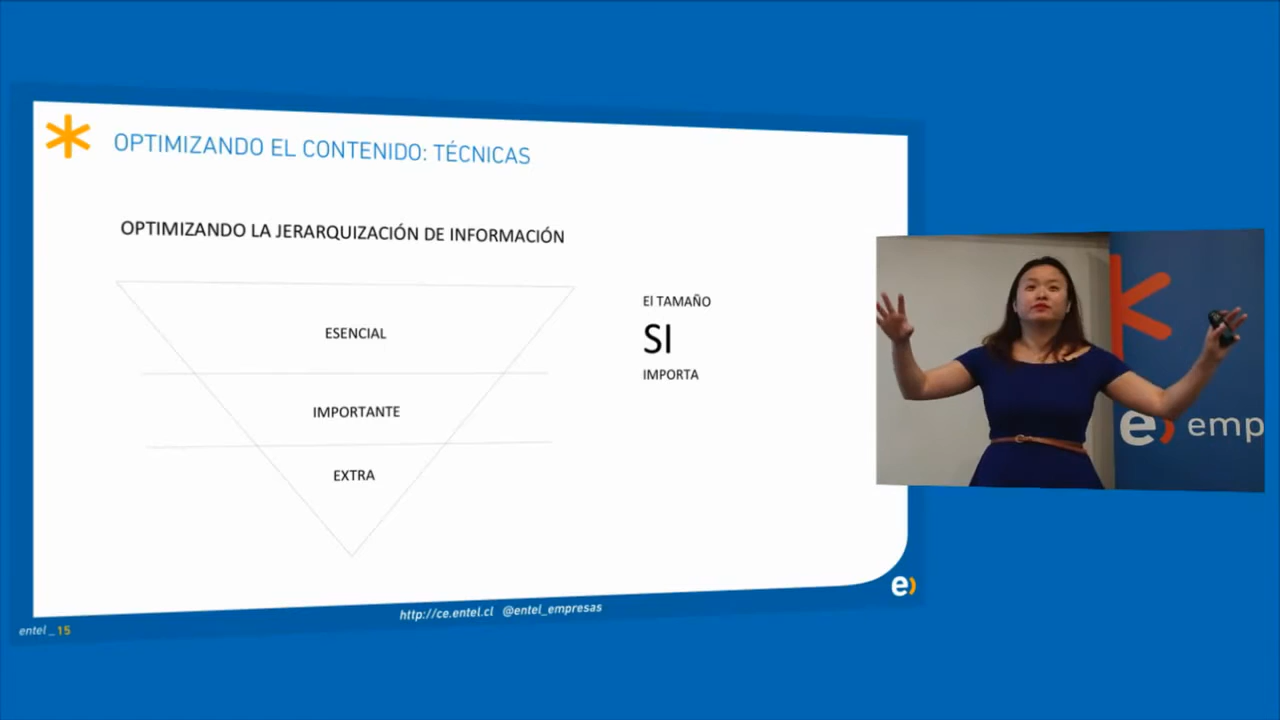 OPTIMIZANDO EL CONTENIDO: TÉCNICAS
OPTIMIZANDO LA JERARQUIZACIÓN DE INFORMACIÓN
ESENCIAL
IMPORTANTE
EXTRA
El TAMAÑO
SI
IMPORTA
e) emp
e)
http://ce.entel.cl @entel_empresas
entel _ 15